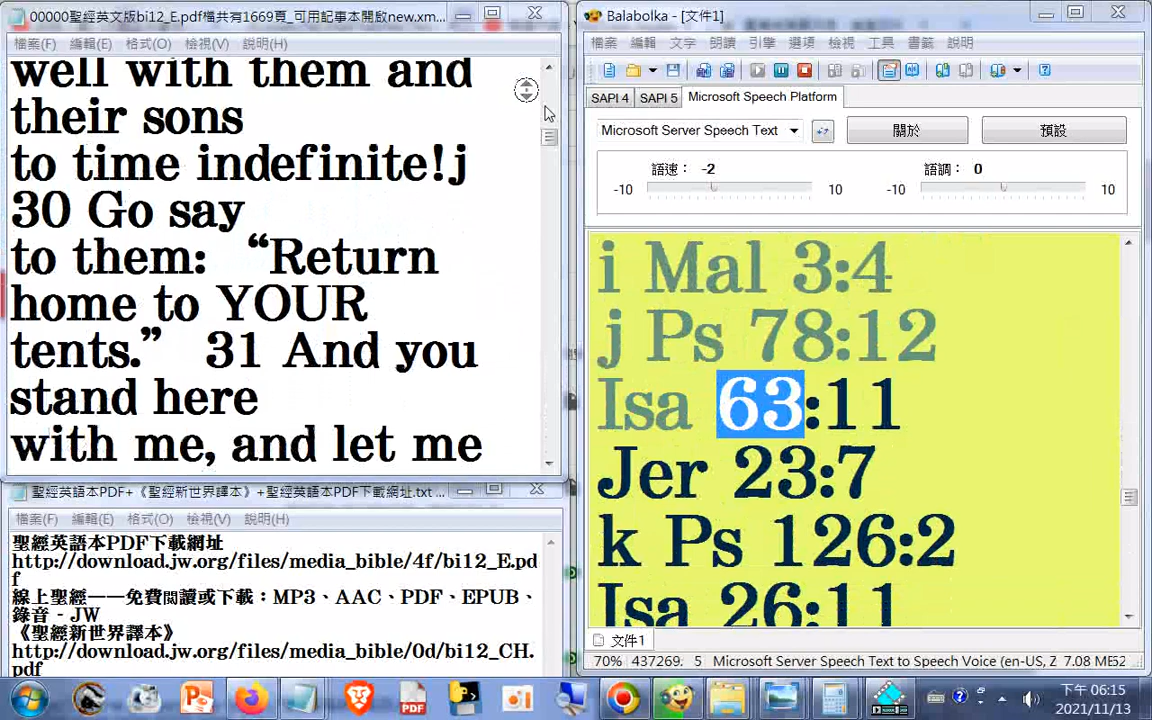 00000聖經英文版bi12_E.pdf檔共有1669頁_可用記事本開啟new.xm...
檔案(F) 編輯(E) 格式(O) 檢視(V) 說明(H)
well with them and
their sons
to time indefinite!j
30 Go say
to them: “Return
home to YOUR
tents.” 31 And you
stand here
with me, and let me
聖經英語本PDF+《聖經新世界譯本》+聖經英語本PDF下載網址.txt ...
檔案(F) 編輯(E) 格式(O) 檢視(V) 說明(H)
聖經英語本PDF下載網址
http://download.jw.org/files/media_bible/4f/bi12_E.pd
f
線上聖經——免費閱讀或下載：MP3、AAC、PDF、EPUB、
錄音 - JW
《聖經新世界譯本》
http://download.jw.org/files/media_bible/0d/bi12_CH.
pdf
Balabolka - [文件1]
檔案 編輯 文字 朗讀 引擎 選項 檢視 工具 書籤 說明
SAPI 4 SAPI 5 Microsoft Speech Platform
Microsoft Server Speech Text 關於 預設
語速： -2 語調： 0
-10 10 -10 10
i Mal 3:4
j Ps 78:12
Isa 63:11
Jer 23:7
k Ps 126:2
Isa 26:11
文件1
70% 437269: 5 Microsoft Server Speech Text to Speech Voice (en-US, Z 7.08 ME52
下午 06:15
2021/11/13